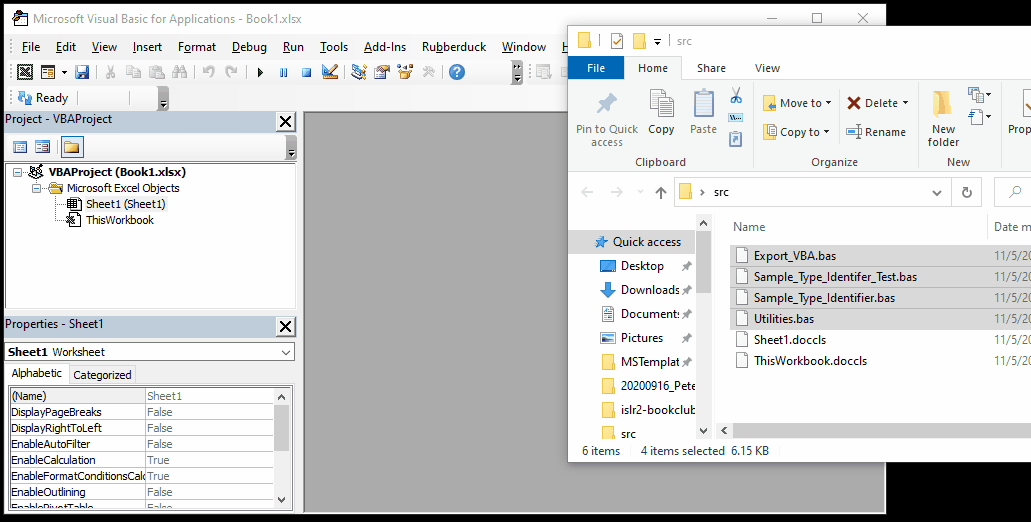 Microsoft Visual Basic for Applications - Book1.xlsx
File Edit View Insert Format Debug Run Tools Add-Ins Rubberduck Window H
Ready
Project - VBAProject
VBAProject (Book1.xlsx)
Microsoft Excel Objects
Sheet1 (Sheet1)
ThisWorkbook
Properties - Sheet1
Sheet1 Worksheet
Alphabetic Categorized
(Name) Sheet1
DisplayPageBreaks False
DisplayRightToLeft False
EnableAutoFilter False
EnableCalculation True
EnableFormatConditionsCalc True
EnableOutlining False
EnablePivotTable False
src
File Home Share View
Pin to Quick access
Copy
Paste
Clipboard
Move to
Copy to
Delete
Rename
Organize
New folder
New
Prop
src
Quick access
Desktop
Downloads
Document:
Pictures
MSTemplat
20200916_Pete
islr2-bookclub
src
Name Date m
Export_VBA.bas 11/5/20
Sample_Type_Identifer_Test.bas 11/5/20
Sample_Type_Identifier.bas 11/5/20
Utilities.bas 11/5/20
Sheet1.doccls 11/5/20
ThisWorkbook.doccls 11/5/20
6 items 4 items selected 6.15 KB